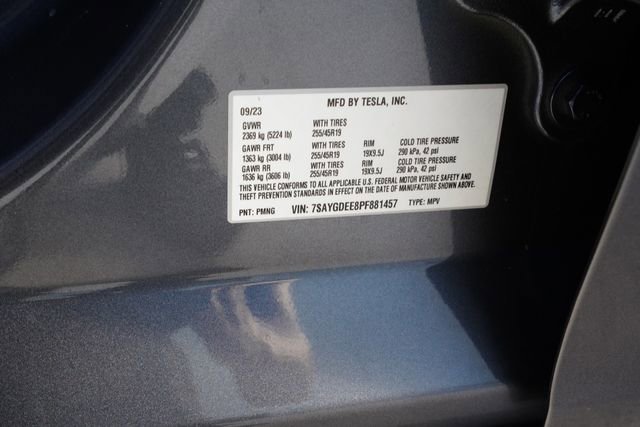 MFD BY TESLA, INC.
09/23
GVWR WITH TIRES
2369 kg (5224 lb) 255/45R19
GAWR FRT WITH TIRES RIM COLD TIRE PRESSURE
1363 kg (3004 lb) 255/45R19 19X9.5J 290 kPa, 42 psi
GAWR RR WITH TIRES RIM COLD TIRE PRESSURE
1636 kg (3606 lb) 255/45R19 19X9.5J 290 kPa, 42 psi
THIS VEHICLE CONFORMS TO ALL APPLICABLE U.S. FEDERAL MOTOR VEHICLE SAFETY AND
THEFT PREVENTION STANDARDS IN EFFECT ON THE DATE OF MANUFACTURE SHOWN ABOVE.
PNT: PMNG VIN: 7SAYGDEE8PF881457 TYPE: MPV